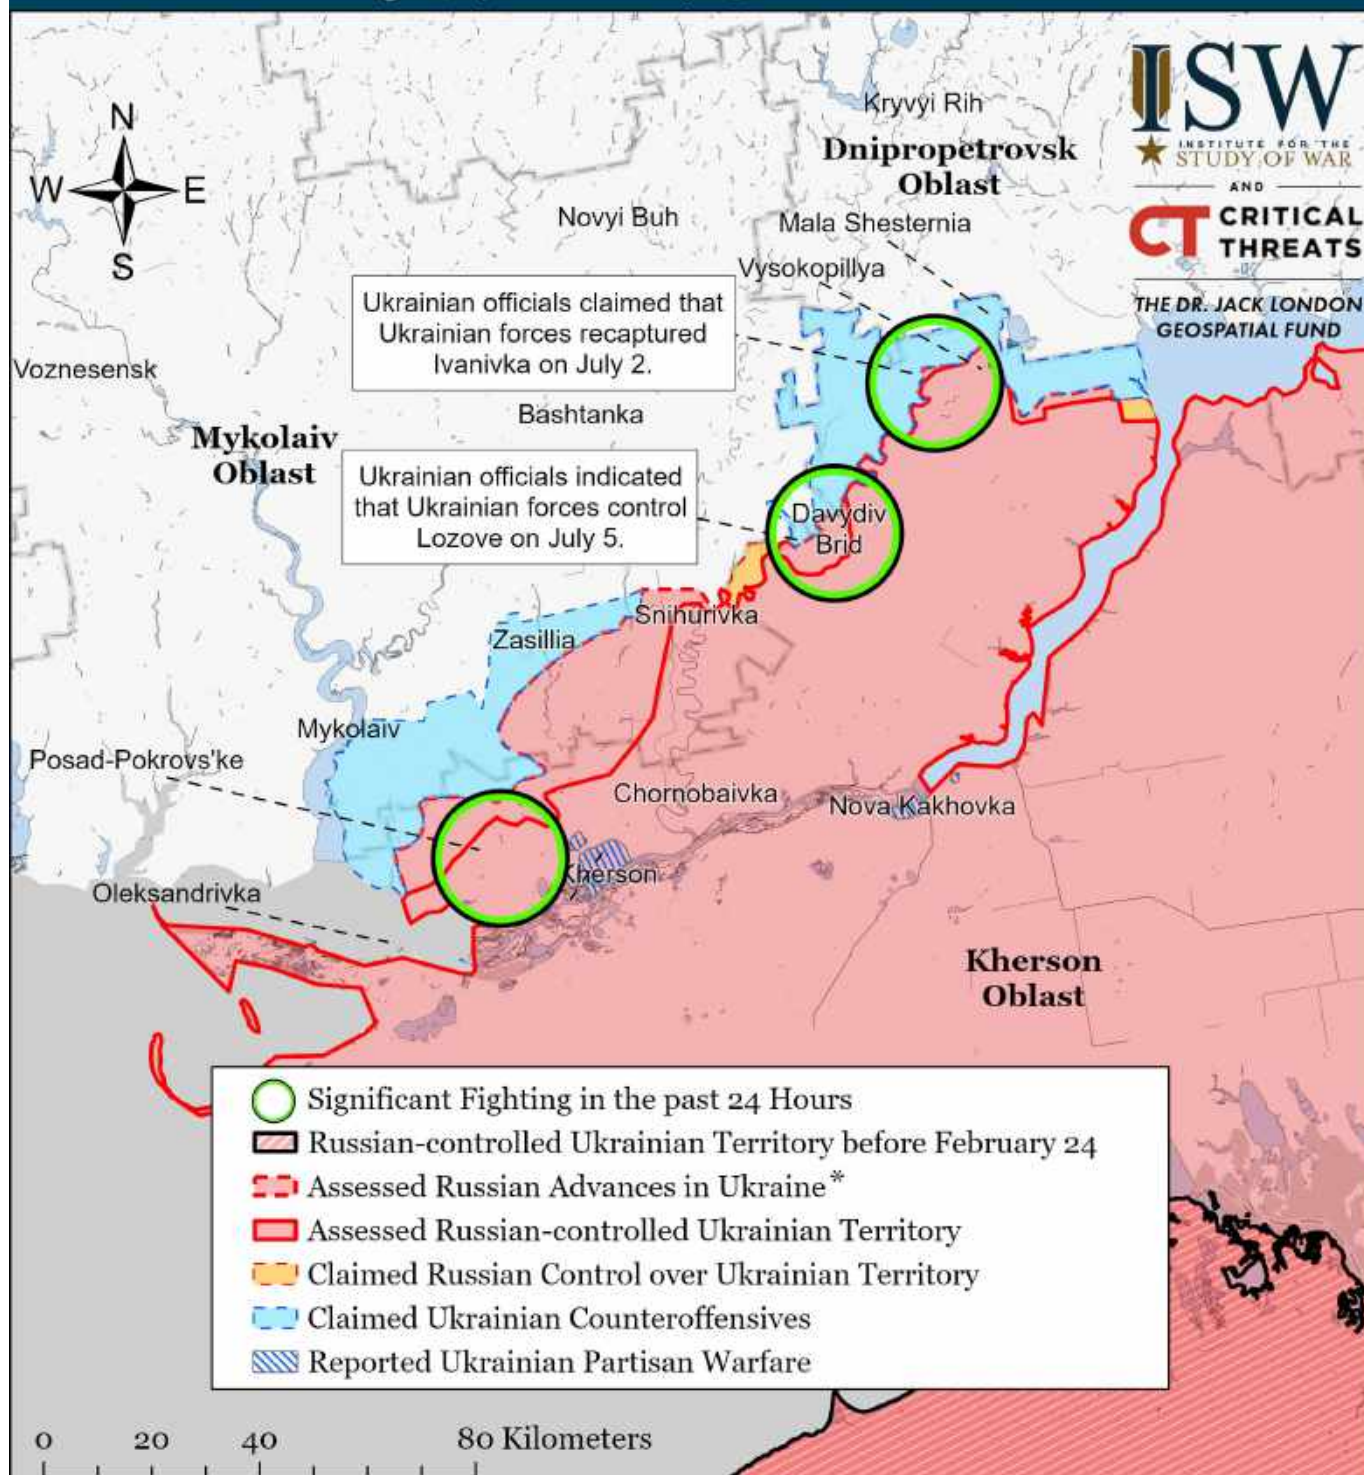 N
W
E
S
ISW
INSTITUTE FOR THE
STUDY OF WAR
AND
CT CRITICAL
THREATS
THE DR. JACK LONDON
GEOSPATIAL FUND
Kryvyi Rih
Dnipropetrovsk
Oblast
Novyi Buh
Mala Shesternia
Vysokopillya
Ukrainian officials claimed that
Ukrainian forces recaptured
Ivanivka on July 2.
Voznesensk
Bashtanka
Mykolaiv
Oblast
Ukrainian officials indicated
that Ukrainian forces control
Lozove on July 5.
Davydiv
Brid
Snihurivka
Zasillia
Mykolaiv
Posad-Pokrovs'ke
Chornobaivka
Nova Kakhovka
Kherson
Oleksandrivka
Kherson
Oblast
Significant Fighting in the past 24 Hours
Russian-controlled Ukrainian Territory before February 24
Assessed Russian Advances in Ukraine*
Assessed Russian-controlled Ukrainian Territory
Claimed Russian Control over Ukrainian Territory
Claimed Ukrainian Counteroffensives
Reported Ukrainian Partisan Warfare
0 20 40 80 Kilometers